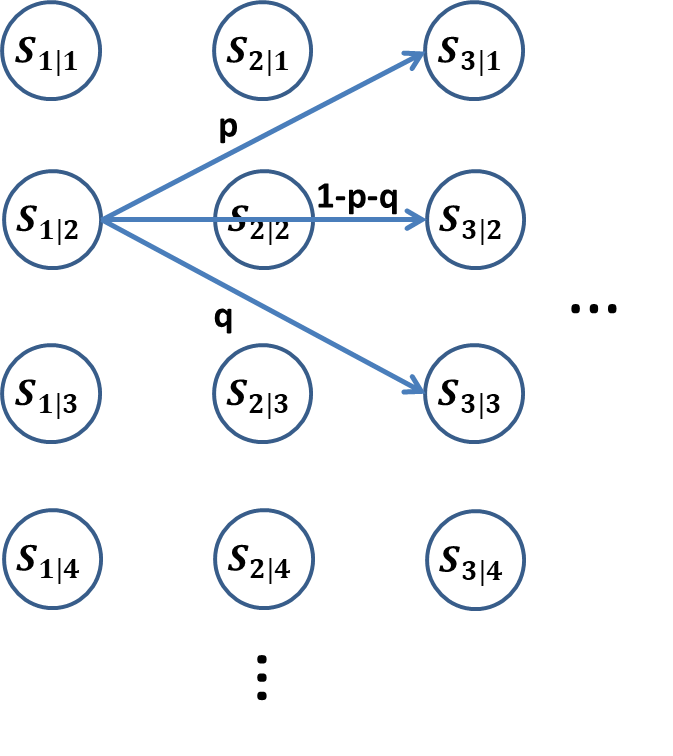 S1|1 S2|1 S3|1
p
1-p-q
S1|2 S2|2 S3|2
q
...
S1|3 S2|3 S3|3
S1|4 S2|4 S3|4
⋮